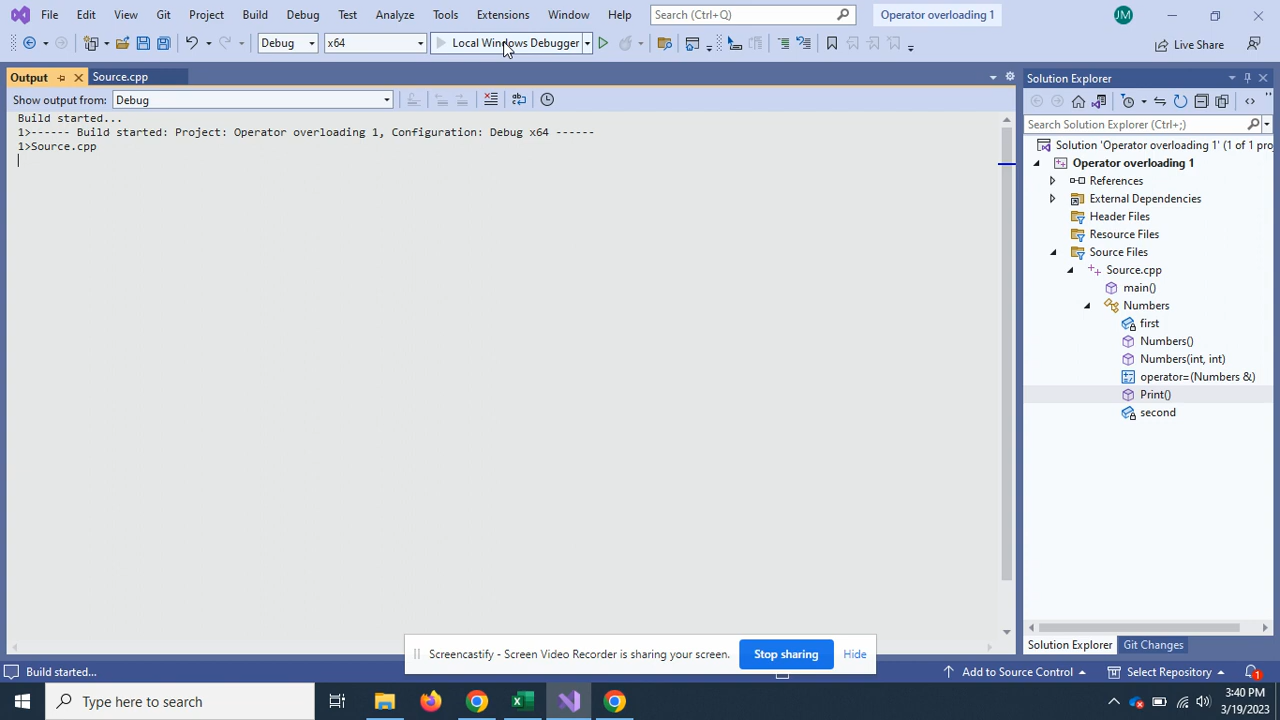 File Edit View Git Project Build Debug Test Analyze Tools Extensions Window Help Search (Ctrl+Q) Operator overloading 1 JM
Debug x64 Local Windows Debugger Live Share
Output Source.cpp Solution Explorer
Show output from: Debug
Build started...
1>------ Build started: Project: Operator overloading 1, Configuration: Debug x64 ------
1>Source.cpp
Search Solution Explorer (Ctrl+;)
Solution 'Operator overloading 1' (1 of 1 pro
Operator overloading 1
References
External Dependencies
Header Files
Resource Files
Source Files
Source.cpp
main()
Numbers
first
Numbers()
Numbers(int, int)
operator=(Numbers &)
Print()
second
Solution Explorer Git Changes
Screencastify - Screen Video Recorder is sharing your screen. Stop sharing Hide
Build started... Add to Source Control Select Repository 1
Type here to search
3:40 PM
3/19/2023